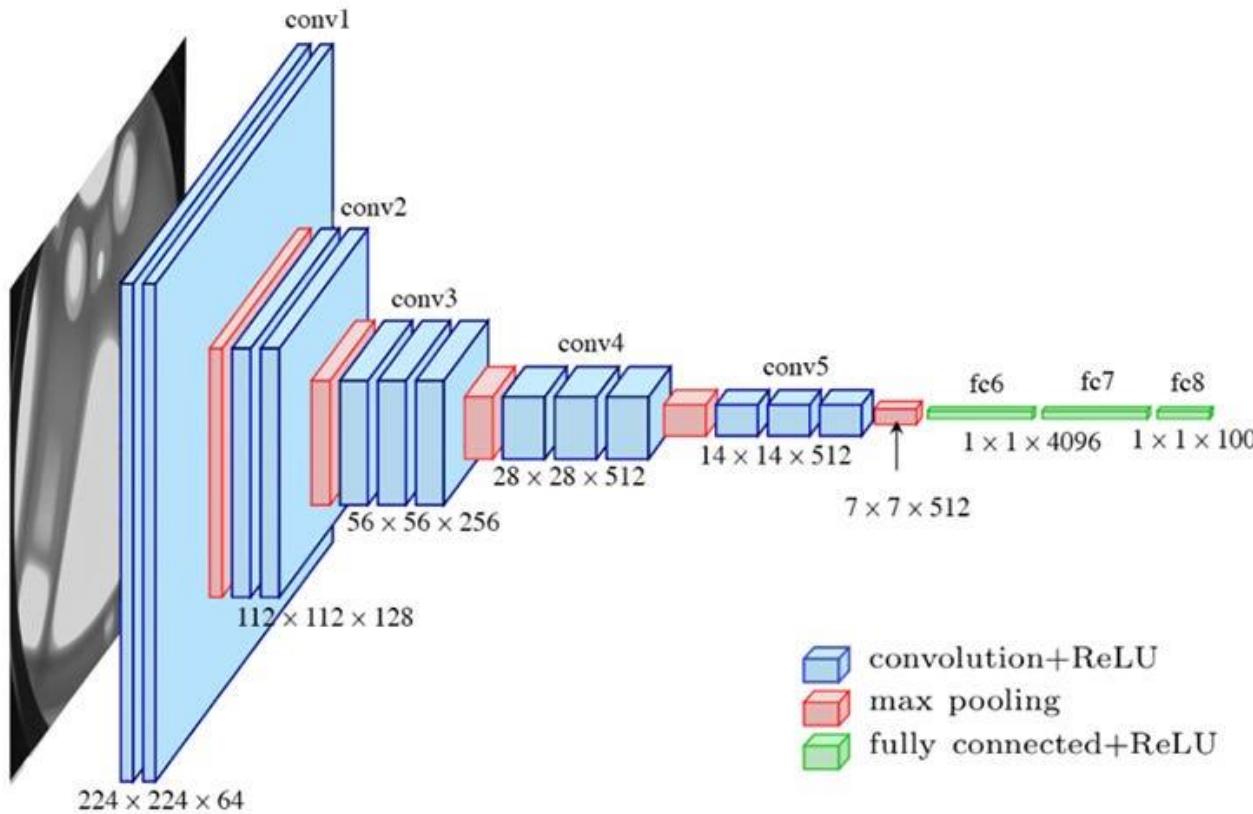 conv1
conv2
conv3
conv4
conv5
fc6
fc7
fc8
224 × 224 × 64
112 × 112 × 128
56 × 56 × 256
28 × 28 × 512
14 × 14 × 512
7 × 7 × 512
1 × 1 × 4096
1 × 1 × 100
convolution+ReLU
max pooling
fully connected+ReLU